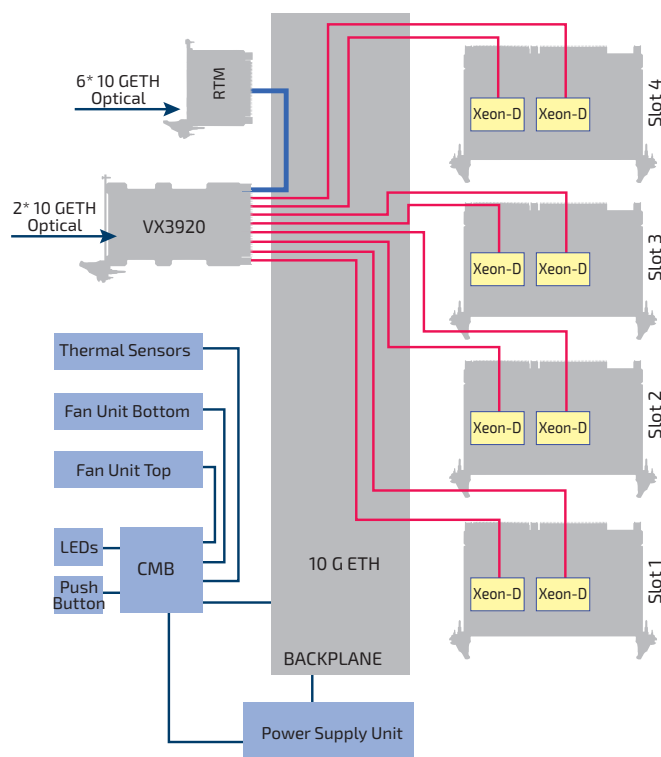 6* 10 GETH
Optical
RTM
2* 10 GETH
Optical
VX3920
Xeon-D
Xeon-D
Slot 4
Xeon-D
Xeon-D
Slot 3
Xeon-D
Xeon-D
Slot 2
Xeon-D
Xeon-D
Slot 1
Thermal Sensors
Fan Unit Bottom
Fan Unit Top
LEDs
Push
Button
CMB
10 G ETH
BACKPLANE
Power Supply Unit